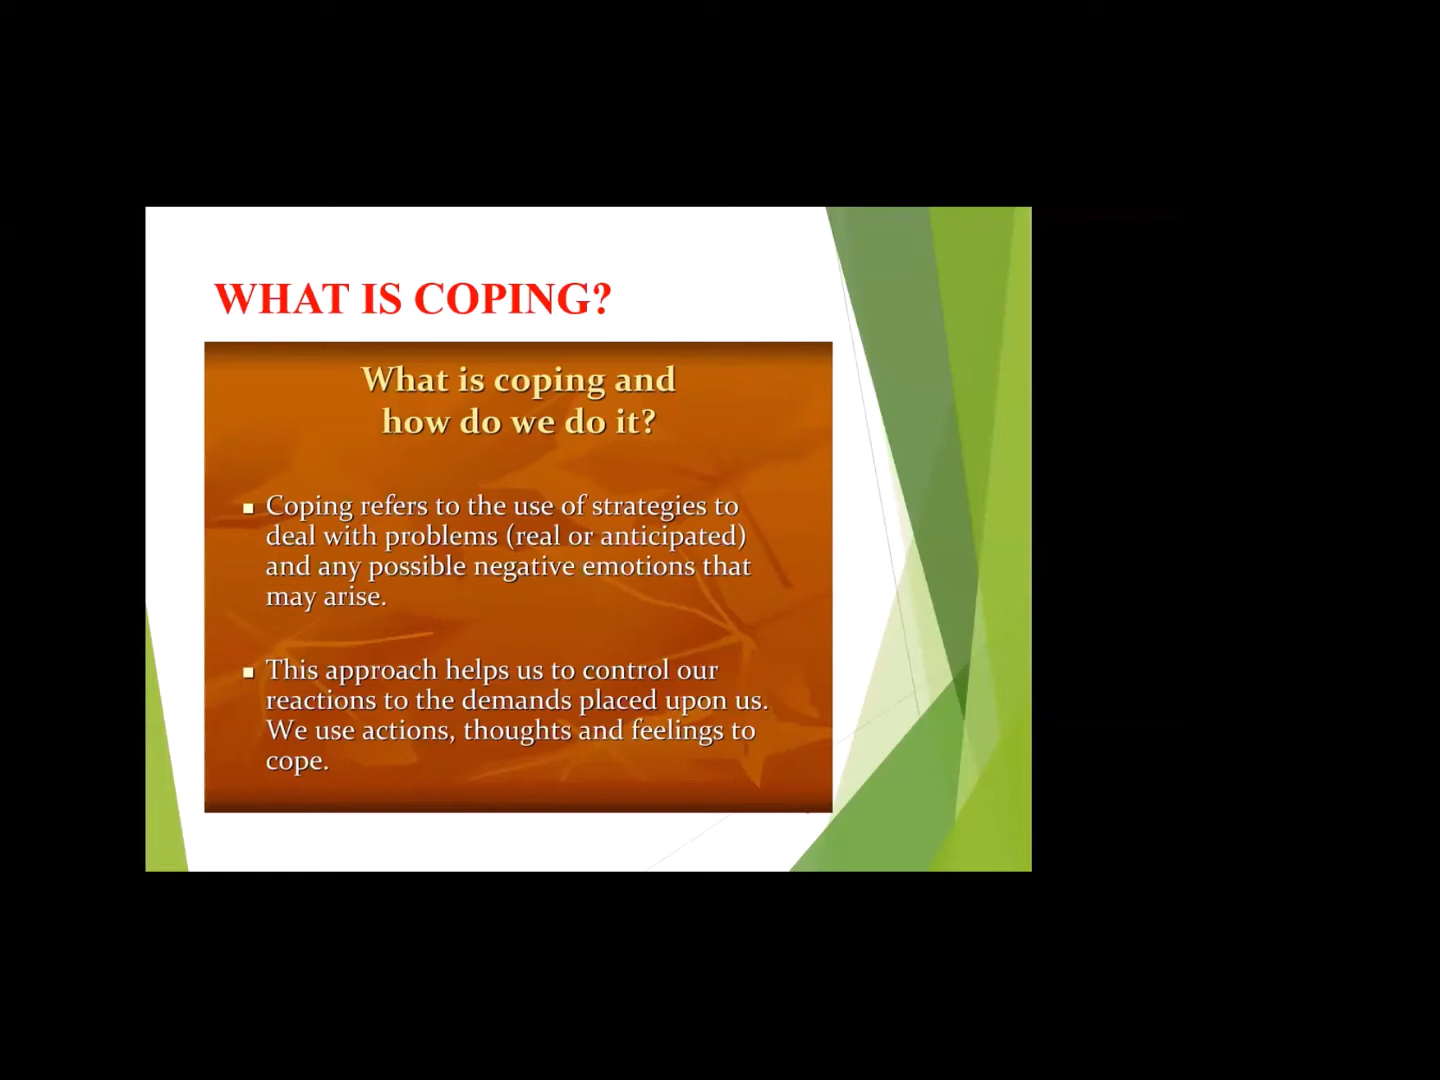 WHAT IS COPING?
What is coping and
how do we do it?
▪ Coping refers to the use of strategies to
deal with problems (real or anticipated)
and any possible negative emotions that
may arise.
▪ This approach helps us to control our
reactions to the demands placed upon us.
We use actions, thoughts and feelings to
cope.